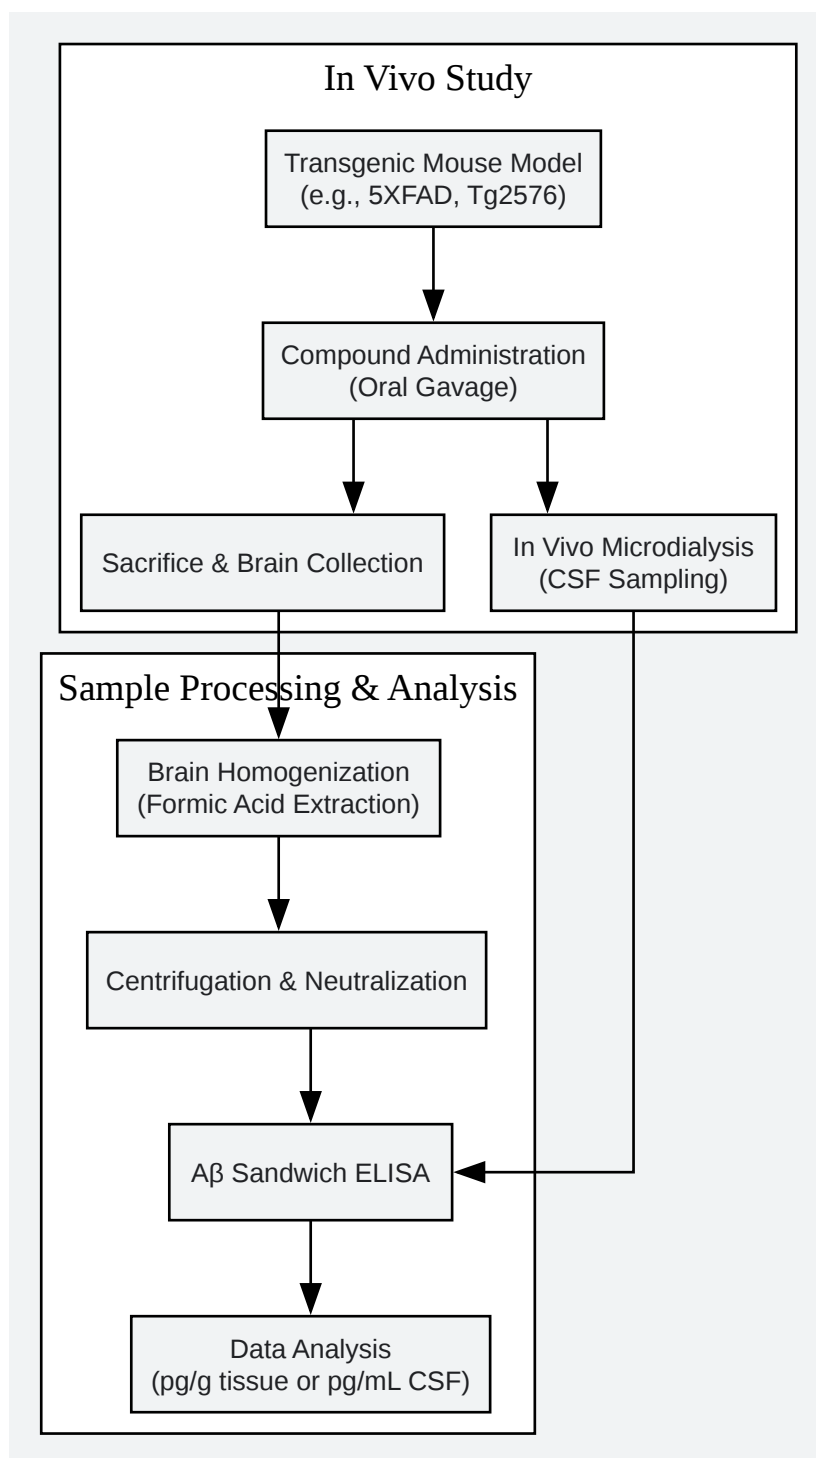 In Vivo Study
Transgenic Mouse Model
(e.g., 5XFAD, Tg2576)
Compound Administration
(Oral Gavage)
Sacrifice & Brain Collection
In Vivo Microdialysis
(CSF Sampling)
Sample Processing & Analysis
Brain Homogenization
(Formic Acid Extraction)
Centrifugation & Neutralization
Aβ Sandwich ELISA
Data Analysis
(pg/g tissue or pg/mL CSF)